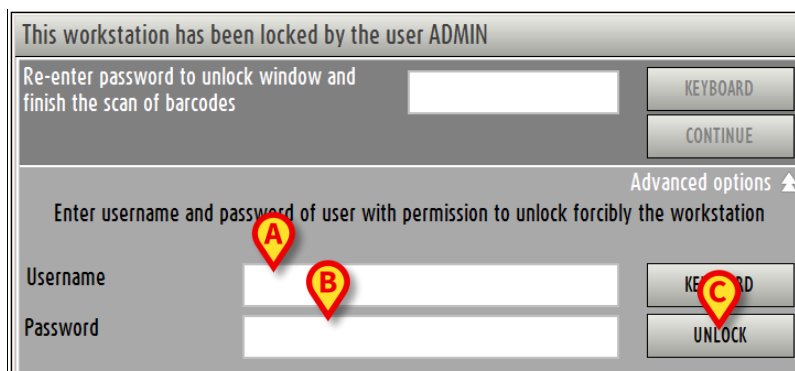 This workstation has been locked by the user ADMIN
Re-enter password to unlock window and
finish the scan of barcodes
KEYBOARD
CONTINUE
Advanced options
Enter username and password of user with permission to unlock forcibly the workstation
A
Username
B
C
Password
UNLOCK